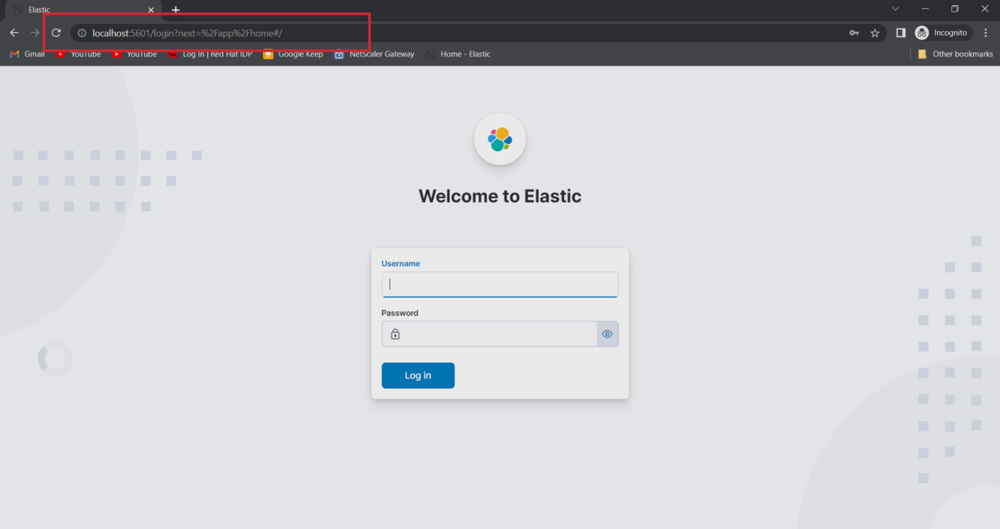 Elastic
localhost:5601/login?next=%2Fapp%2Fhome#/
Incognito
Gmail YouTube YouTube Log In | Red Hat IDP Google Keep NetScaler Gateway Home - Elastic Other bookmarks
Welcome to Elastic
Username
Password
Log in